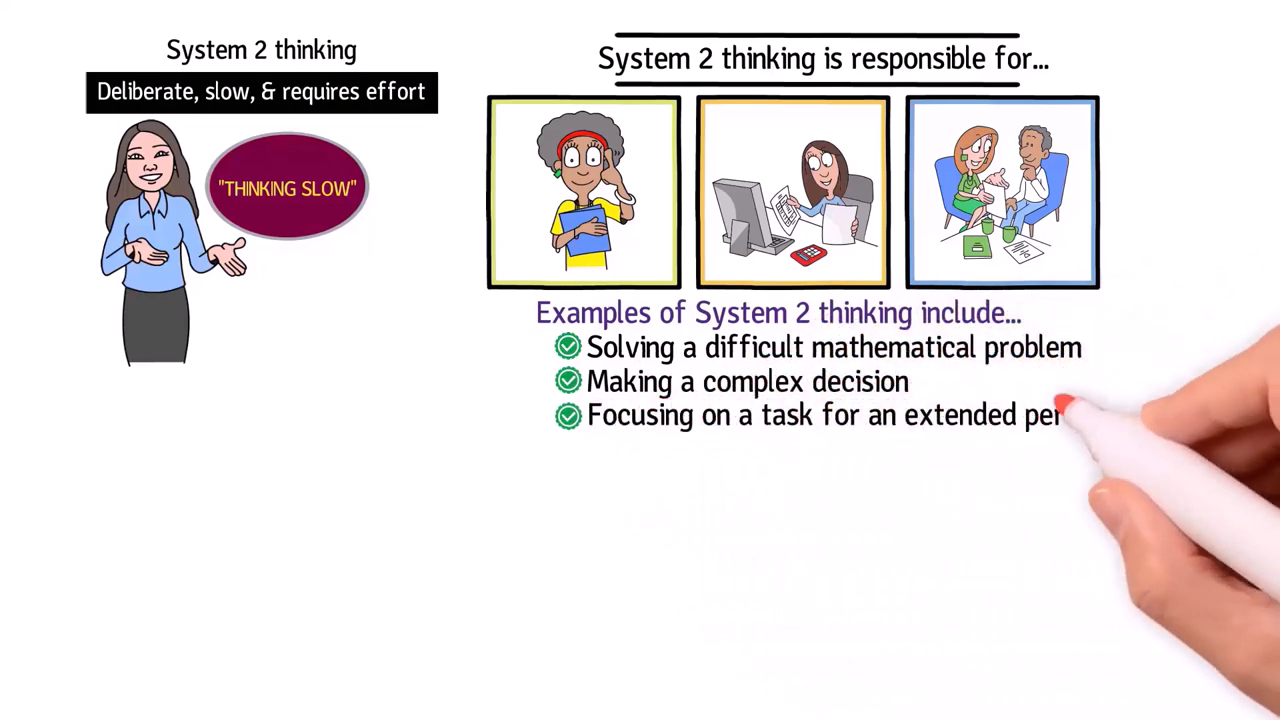 System 2 thinking
Deliberate, slow, & requires effort
"THINKING SLOW"
System 2 thinking is responsible for...
Examples of System 2 thinking include...
Solving a difficult mathematical problem
Making a complex decision
Focusing on a task for an extended per